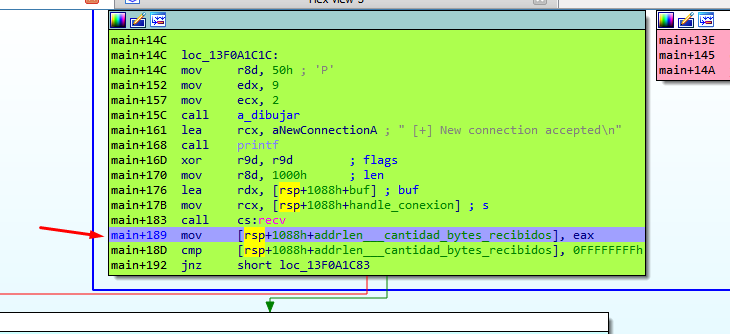 Hex View-3
main+14C
main+14C loc_13F0A1C1C:
main+14C mov r8d, 50h ; 'P'
main+152 mov edx, 9
main+157 mov ecx, 2
main+15C call a_dibujar
main+161 lea rcx, aNewConnectionA ; " [+] New connection accepted\n"
main+168 call printf
main+16D xor r9d, r9d ; flags
main+170 mov r8d, 1000h ; len
main+176 lea rdx, [rsp+1088h+buf] ; buf
main+17B mov rcx, [rsp+1088h+handle_conexion] ; s
main+183 call cs:recv
main+189 mov [rsp+1088h+addrlen___cantidad_bytes_recibidos], eax
main+18D cmp [rsp+1088h+addrlen___cantidad_bytes_recibidos], 0FFFFFFFFh
main+192 jnz short loc_13F0A1C83
main+13E
main+145
main+14A